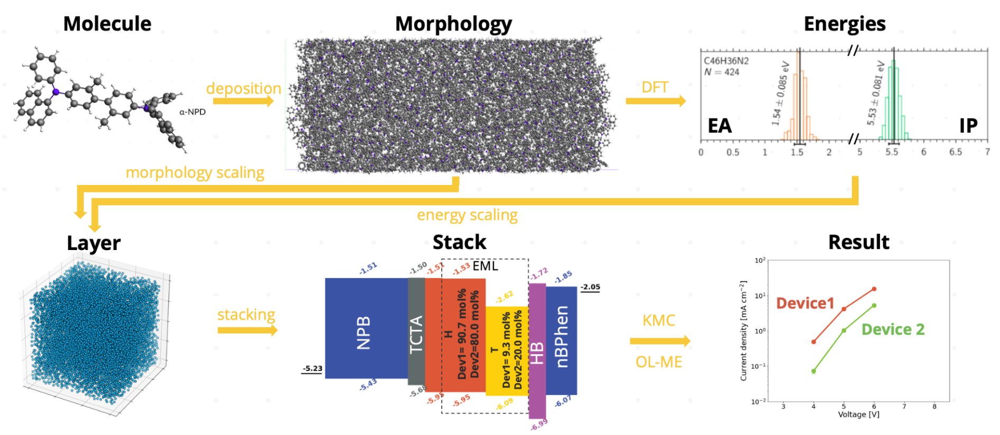 Molecule
Morphology
Energies
α-NPD
deposition
DFT
C46H36N2
N = 424
1.54 ± 0.085 eV
5.53 ± 0.081 eV
EA
IP
0 0.5 1 1.5 2 5 5.5 6 6.5 7
morphology scaling
energy scaling
Layer
Stack
Result
stacking
EML
-1.51
-1.50
-1.51
-1.53
-2.62
-1.72
-1.85
-2.05
NPB
TCTA
H
Dev1= 90.7 mol%
Dev2=80.0 mol%
T
Dev1= 9.3 mol%
Dev2=20.0 mol%
HB
nBPhen
-5.23
-5.43
-5.68
-5.95
-5.95
-6.09
-6.99
-6.07
KMC
OL-ME
Current density [mA cm⁻²]
10²
10¹
10⁰
10⁻¹
10⁻²
Device1
Device 2
3 4 5 6 7 8
Voltage [V]